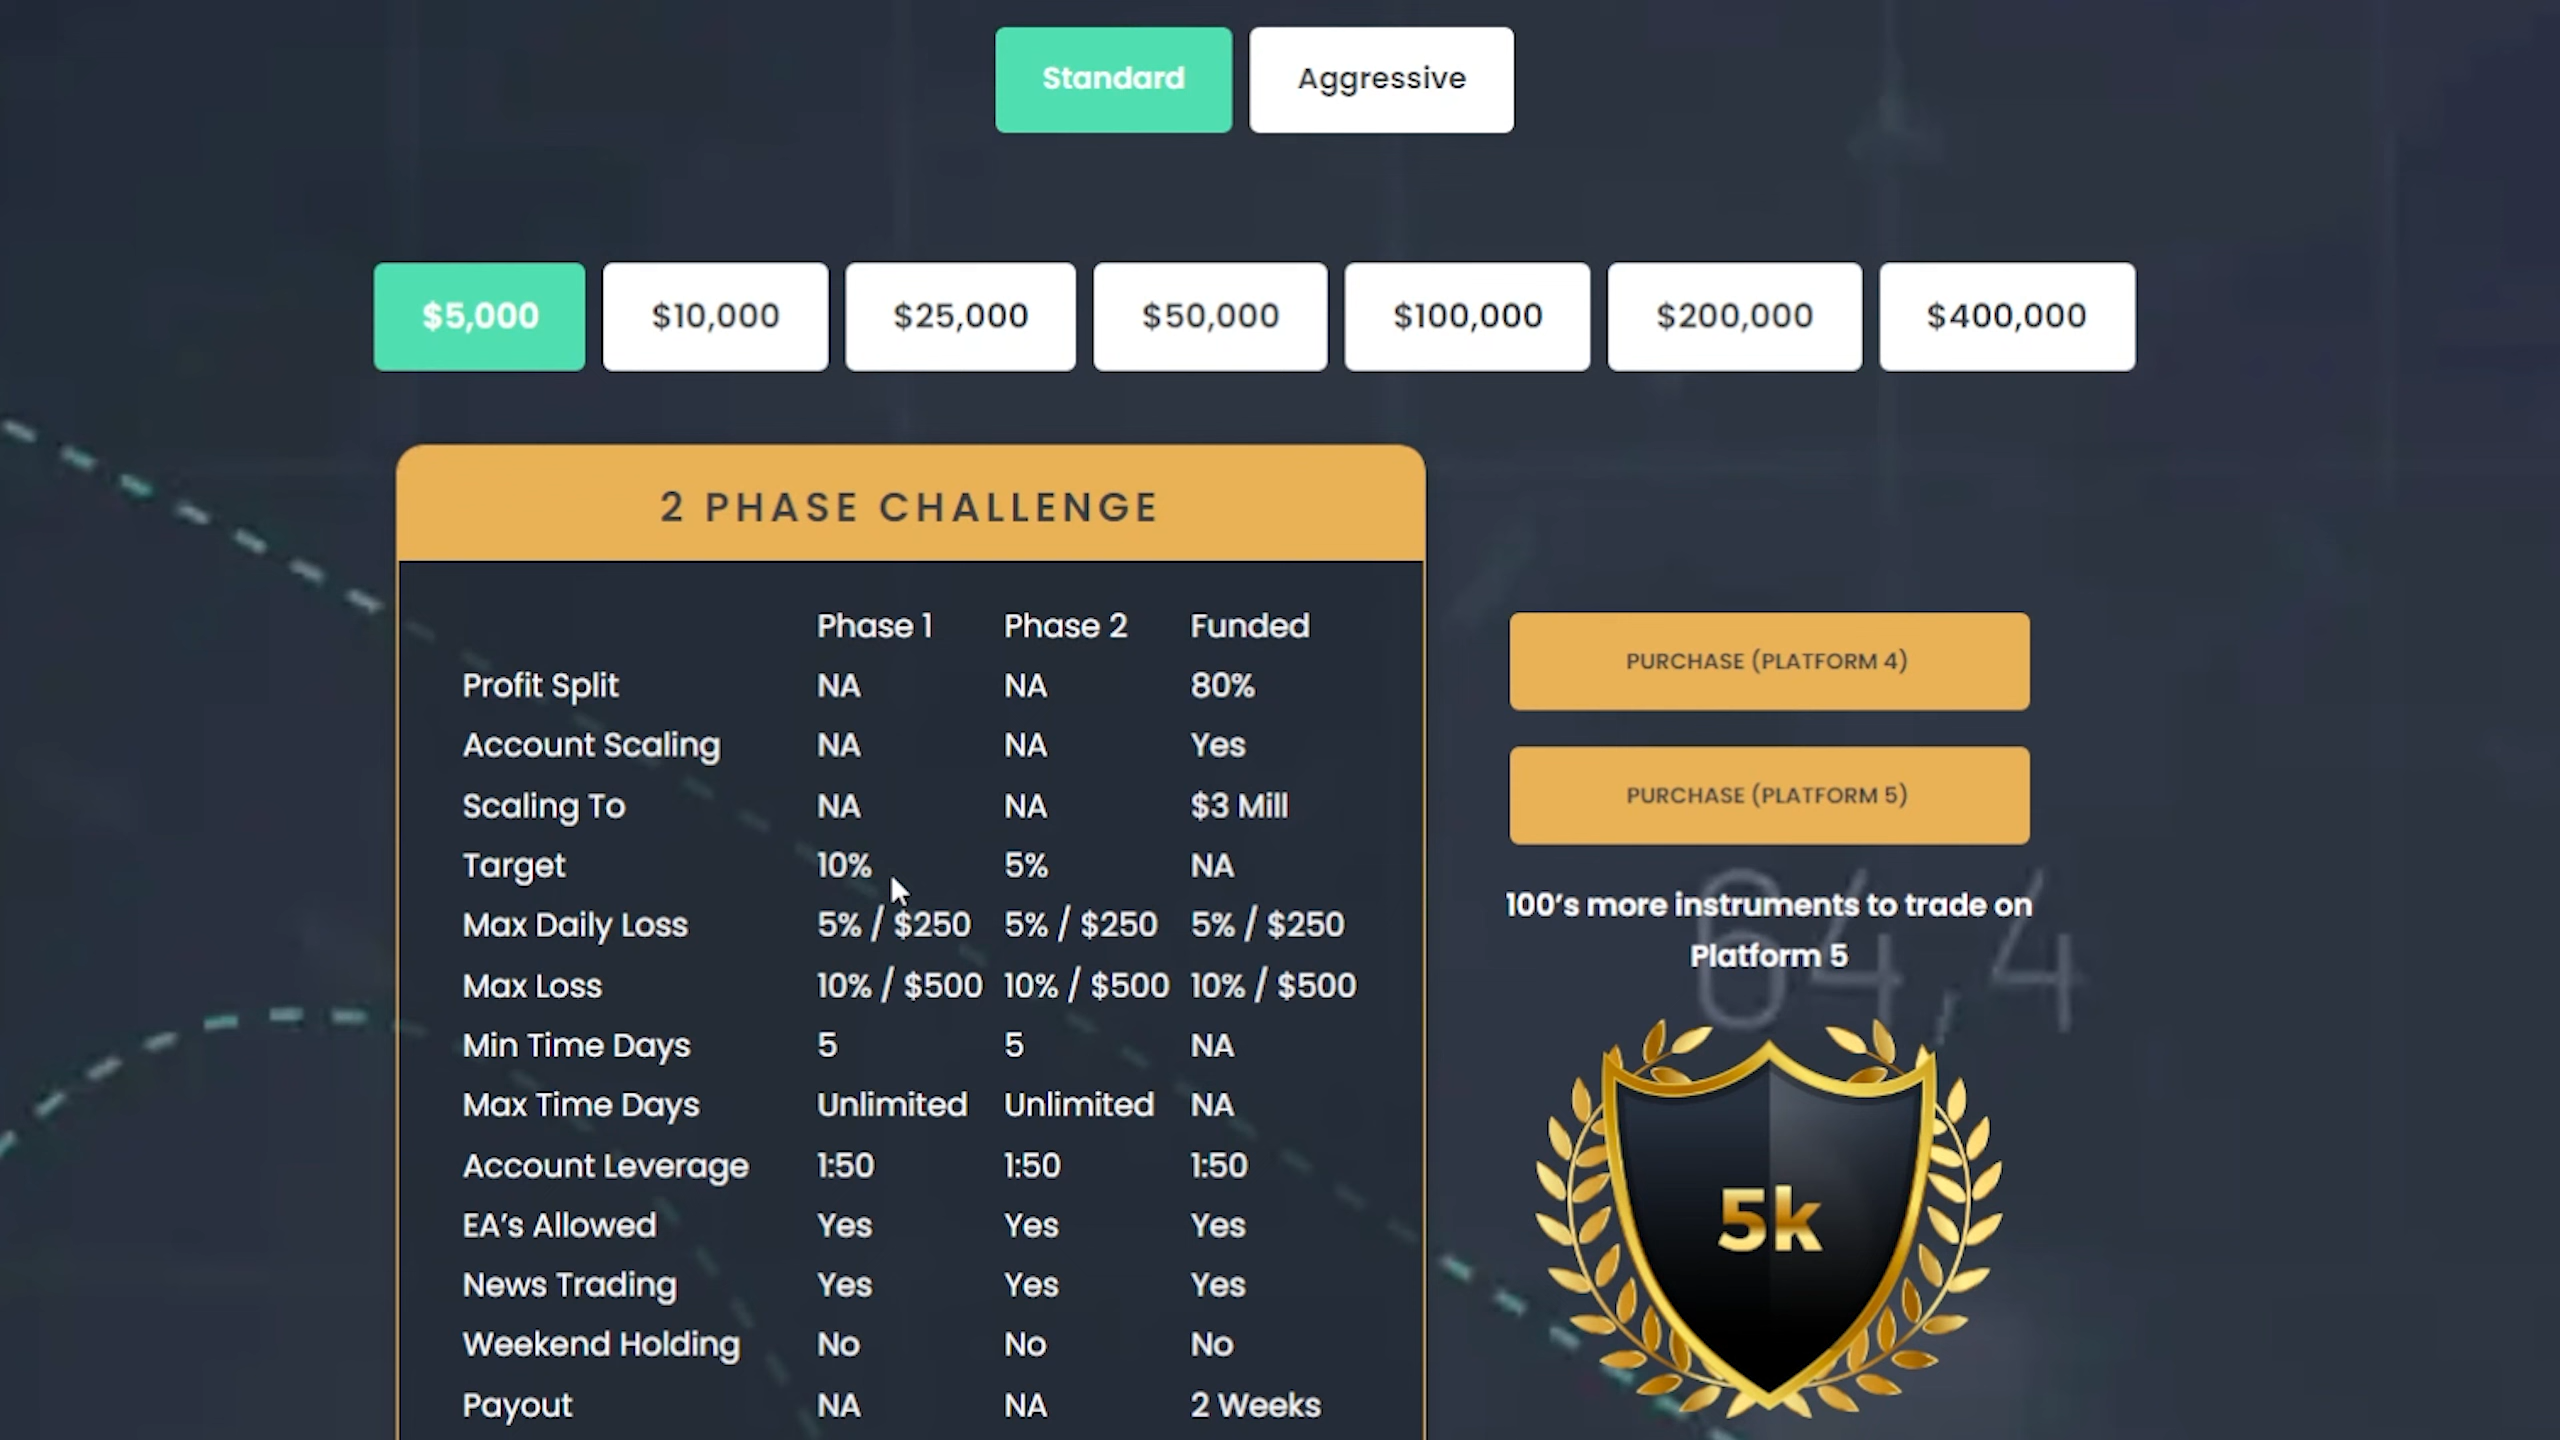 Standard Aggressive
$5,000 $10,000 $25,000 $50,000 $100,000 $200,000 $400,000
2 PHASE CHALLENGE
Phase 1 Phase 2 Funded
Profit Split NA NA 80%
Account Scaling NA NA Yes
Scaling To NA NA $3 Mill
Target 10% 5% NA
Max Daily Loss 5% / $250 5% / $250 5% / $250
Max Loss 10% / $500 10% / $500 10% / $500
Min Time Days 5 5 NA
Max Time Days Unlimited Unlimited NA
Account Leverage 1:50 1:50 1:50
EA's Allowed Yes Yes Yes
News Trading Yes Yes Yes
Weekend Holding No No No
Payout NA NA 2 Weeks
PURCHASE (PLATFORM 4)
PURCHASE (PLATFORM 5)
100's more instruments to trade on
Platform 5
64,4
5k